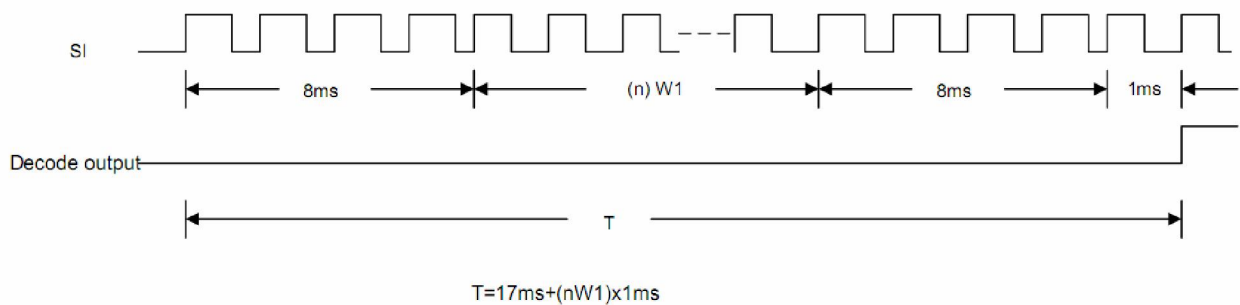 SI
8ms (n) W1 8ms 1ms
Decode output
T
T=17ms+(nW1)x1ms